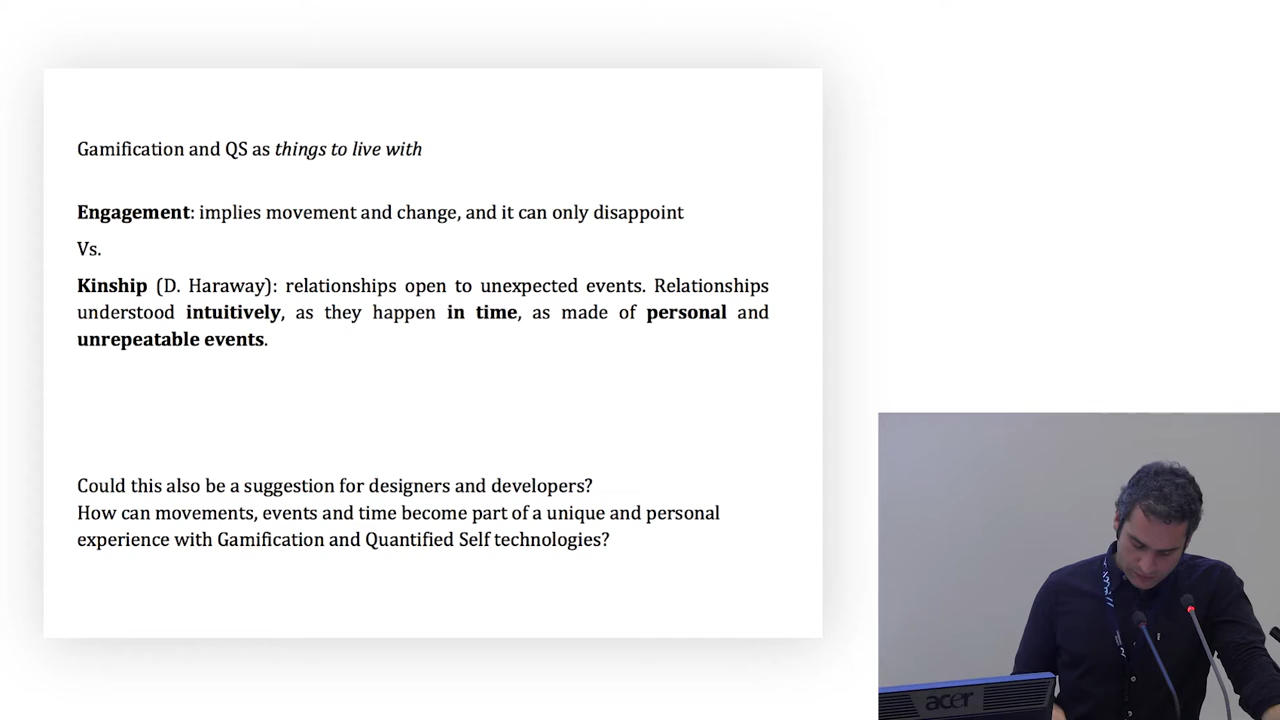 Gamification and QS as things to live with
Engagement: implies movement and change, and it can only disappoint
Vs.
Kinship (D. Haraway): relationships open to unexpected events. Relationships
understood intuitively, as they happen in time, as made of personal and
unrepeatable events.
Could this also be a suggestion for designers and developers?
How can movements, events and time become part of a unique and personal
experience with Gamification and Quantified Self technologies?
acer